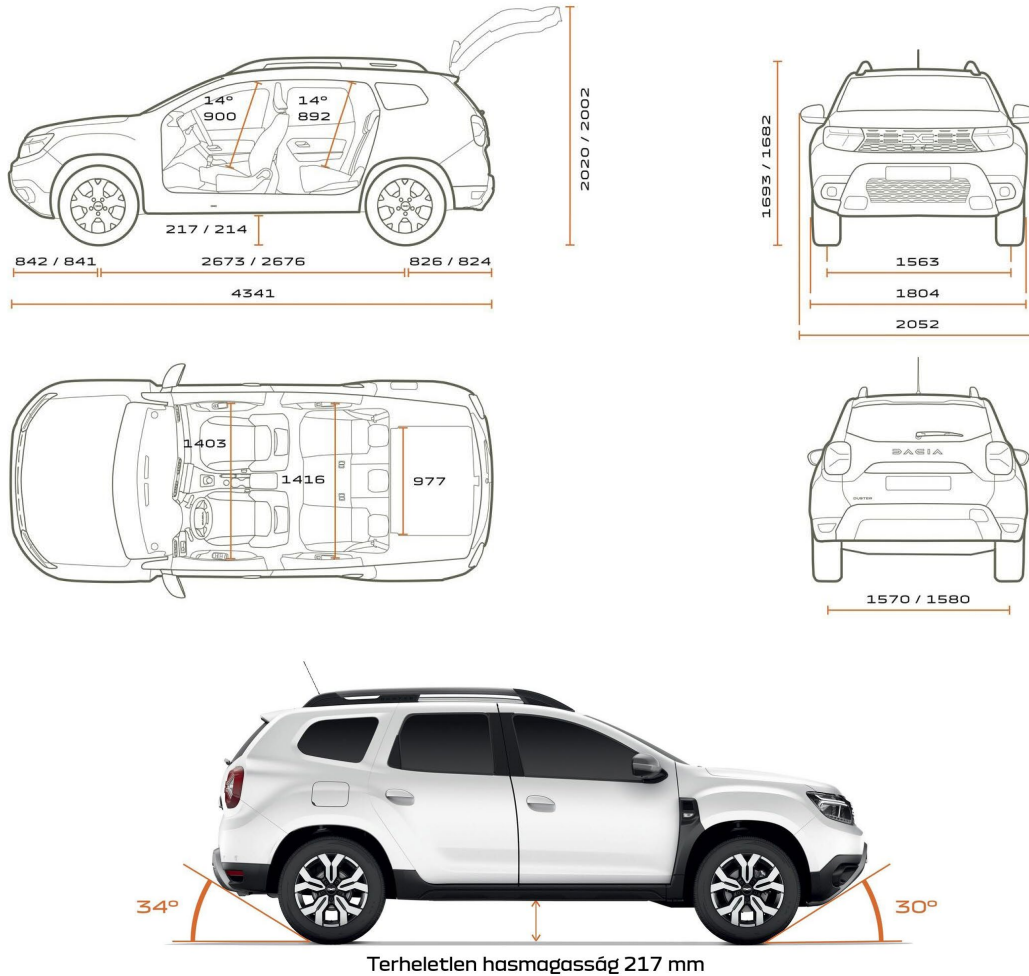 14°
900
14°
892
2020 / 2002
217 / 214
842 / 841
2673 / 2676
826 / 824
4341
1693 / 1682
1563
1804
2052
1403
1416
977
DACIA
DUSTER
1570 / 1580
34°
30°
Terheletlen hasmagasság 217 mm